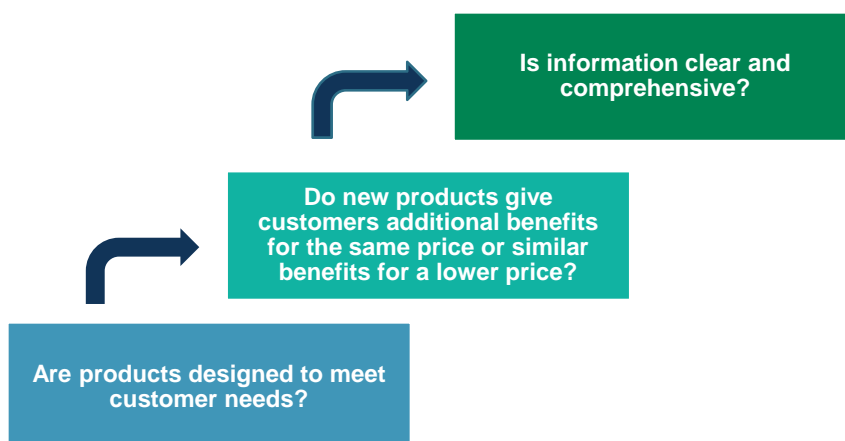 Is information clear and
comprehensive?
Do new products give
customers additional benefits
for the same price or similar
benefits for a lower price?
Are products designed to meet
customer needs?